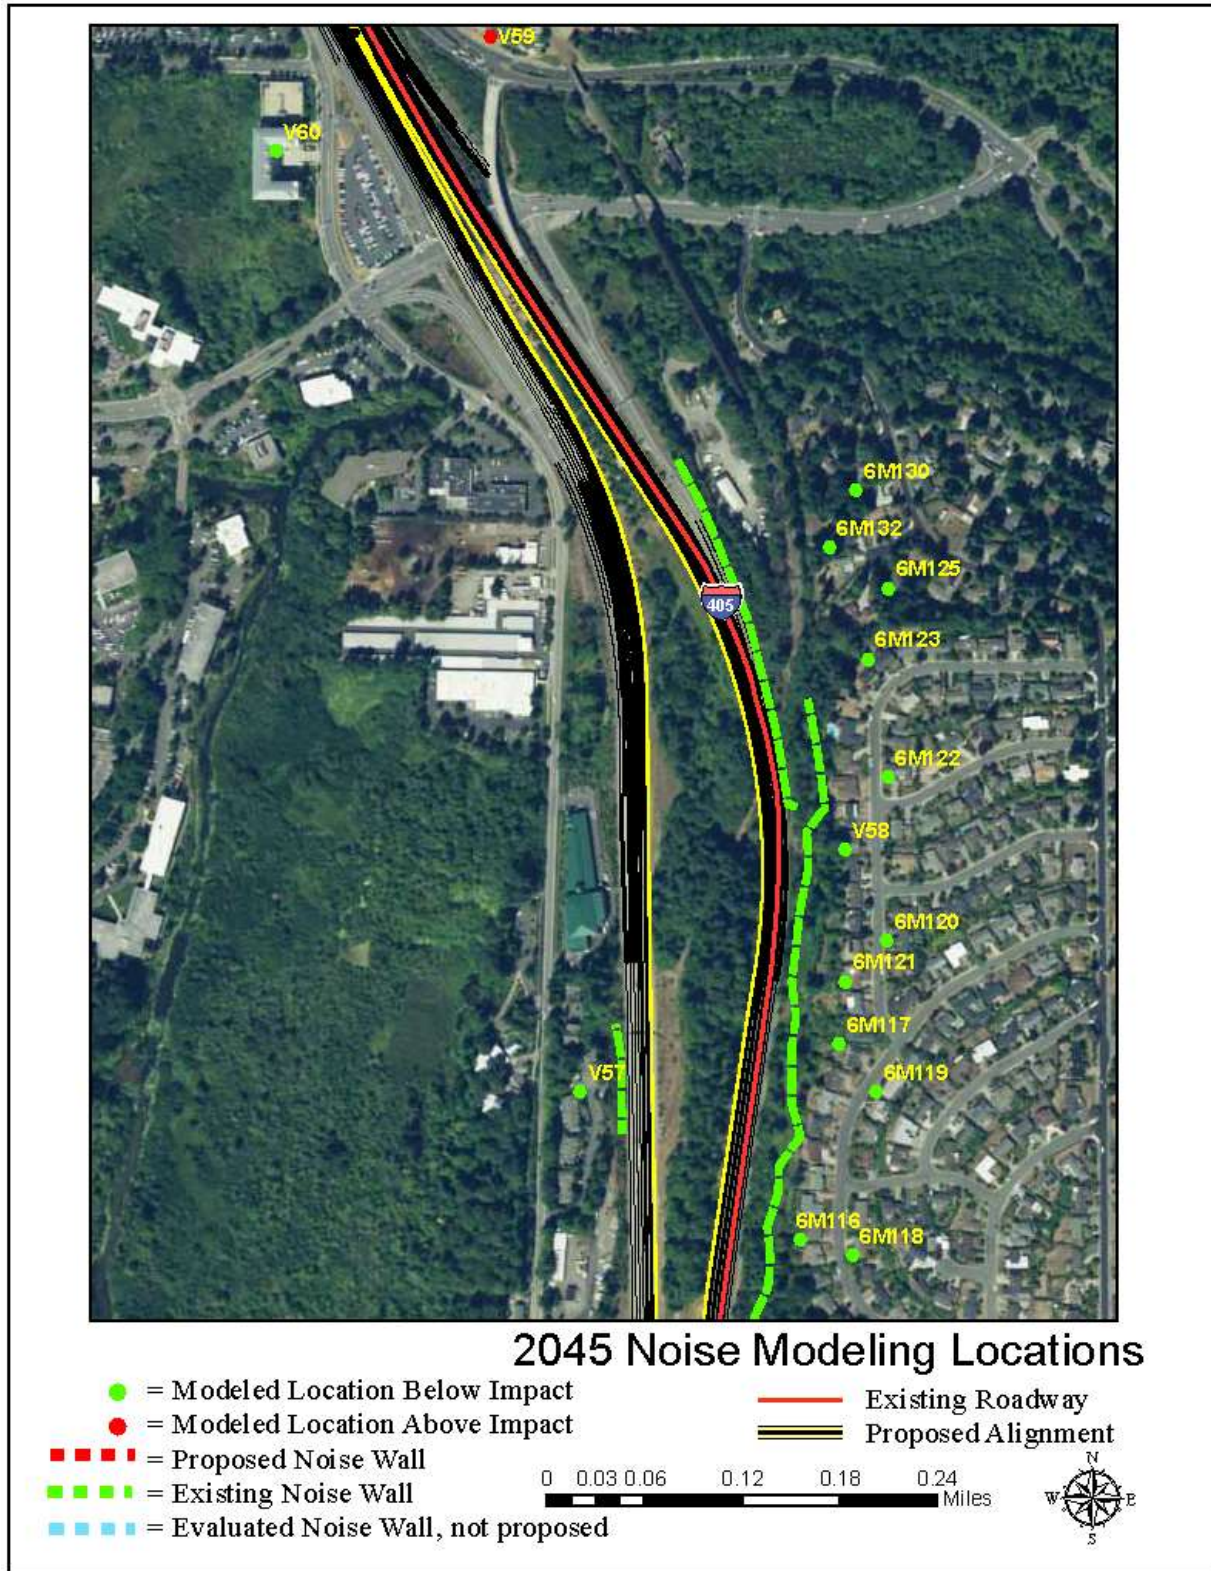 V59
V60
6M130
6M132
6M125
405
6M123
6M122
V58
6M120
6M121
6M117
V57
6M119
6M116
6M118
2045 Noise Modeling Locations
= Modeled Location Below Impact
= Modeled Location Above Impact
= Proposed Noise Wall
= Existing Noise Wall
= Evaluated Noise Wall, not proposed
Existing Roadway
Proposed Alignment
0 0.03 0.06 0.12 0.18 0.24
Miles
N
W E
S